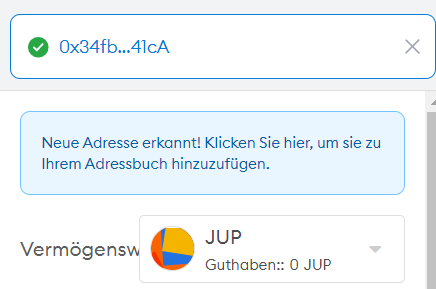 0x34fb...41cA
Neue Adresse erkannt! Klicken Sie hier, um sie zu
Ihrem Adressbuch hinzuzufügen.
Vermögensw
JUP
Guthaben:: 0 JUP